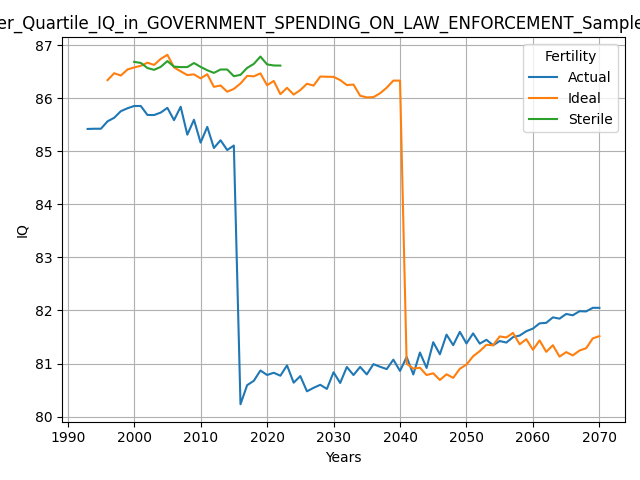 er_Quartile_IQ_in_GOVERNMENT_SPENDING_ON_LAW_ENFORCEMENT_Sample
87
86
85
84
83
82
81
80
IQ
Fertility
Actual
Ideal
Sterile
1990 2000 2010 2020 2030 2040 2050 2060 2070
Years